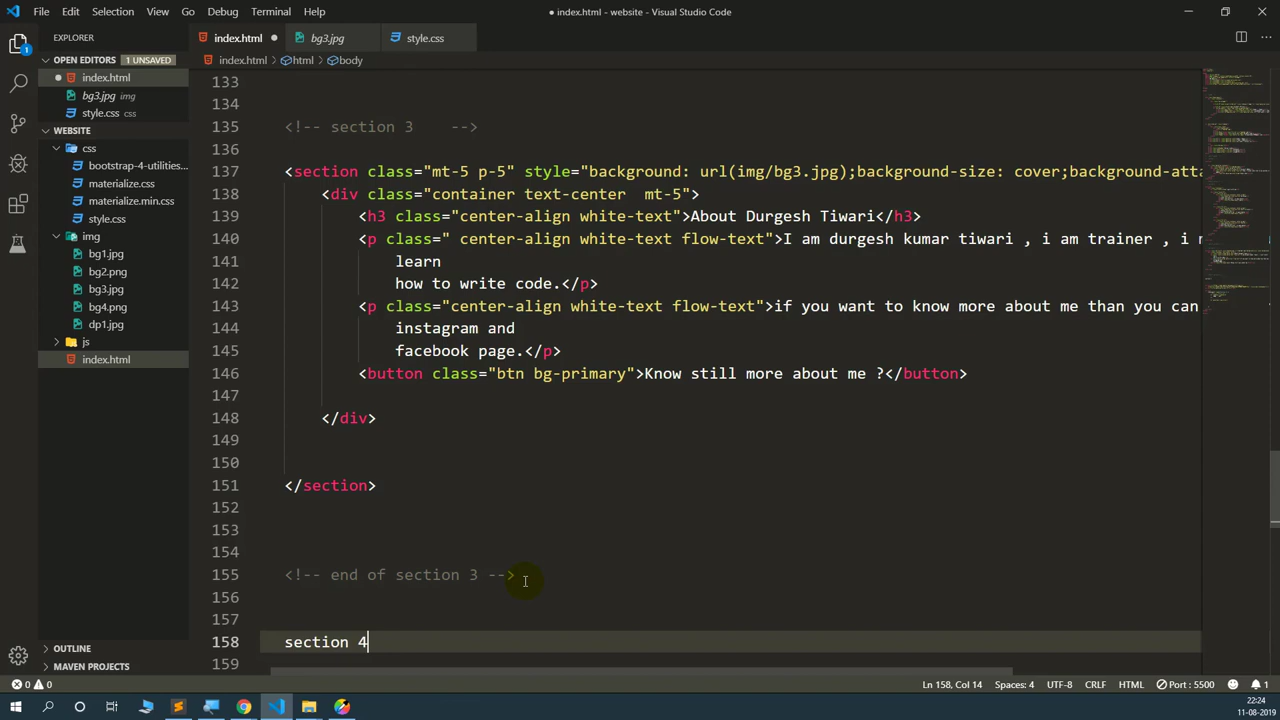 File Edit Selection View Go Debug Terminal Help
● index.html - website - Visual Studio Code
EXPLORER
index.html
bg3.jpg
style.css
OPEN EDITORS 1 UNSAVED
index.html
bg3.jpg img
style.css css
WEBSITE
css
bootstrap-4-utilities...
materialize.css
materialize.min.css
style.css
img
bg1.jpg
bg2.png
bg3.jpg
bg4.png
dp1.jpg
js
index.html
OUTLINE
MAVEN PROJECTS
index.html > html > body
133
134
135 <!-- section 3    -->
136
137 <section class="mt-5 p-5" style="background: url(img/bg3.jpg);background-size: cover;background-atta
138 <div class="container text-center  mt-5">
139 <h3 class="center-align white-text">About Durgesh Tiwari</h3>
140 <p class=" center-align white-text flow-text">I am durgesh kumar tiwari , i am trainer , i m
141 learn
142 how to write code.</p>
143 <p class="center-align white-text flow-text">if you want to know more about me than you can
144 instagram and
145 facebook page.</p>
146 <button class="btn bg-primary">Know still more about me ?</button>
147
148 </div>
149
150
151 </section>
152
153
154
155 <!-- end of section 3 -->
156
157
158 section 4
159
0 0
Ln 158, Col 14 Spaces: 4 UTF-8 CRLF HTML Port : 5500 1
22:24
11-08-2019